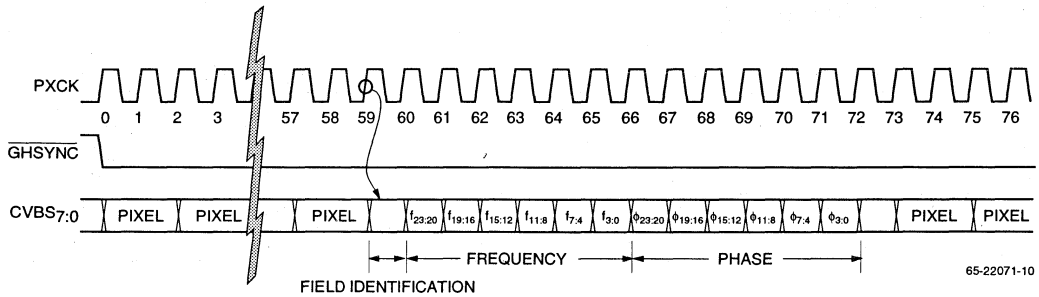 PXCK
0 1 2 3 57 58 59 60 61 62 63 64 65 66 67 68 69 70 71 72 73 74 75 76
GHSYNC
CVBS7:0 PIXEL PIXEL PIXEL f23:20 f19:16 f15:12 f11:8 f7:4 f3:0 ϕ23:20 ϕ19:16 ϕ15:12 ϕ11:8 ϕ7:4 ϕ3:0 PIXEL PIXEL
FREQUENCY PHASE
65-22071-10
FIELD IDENTIFICATION